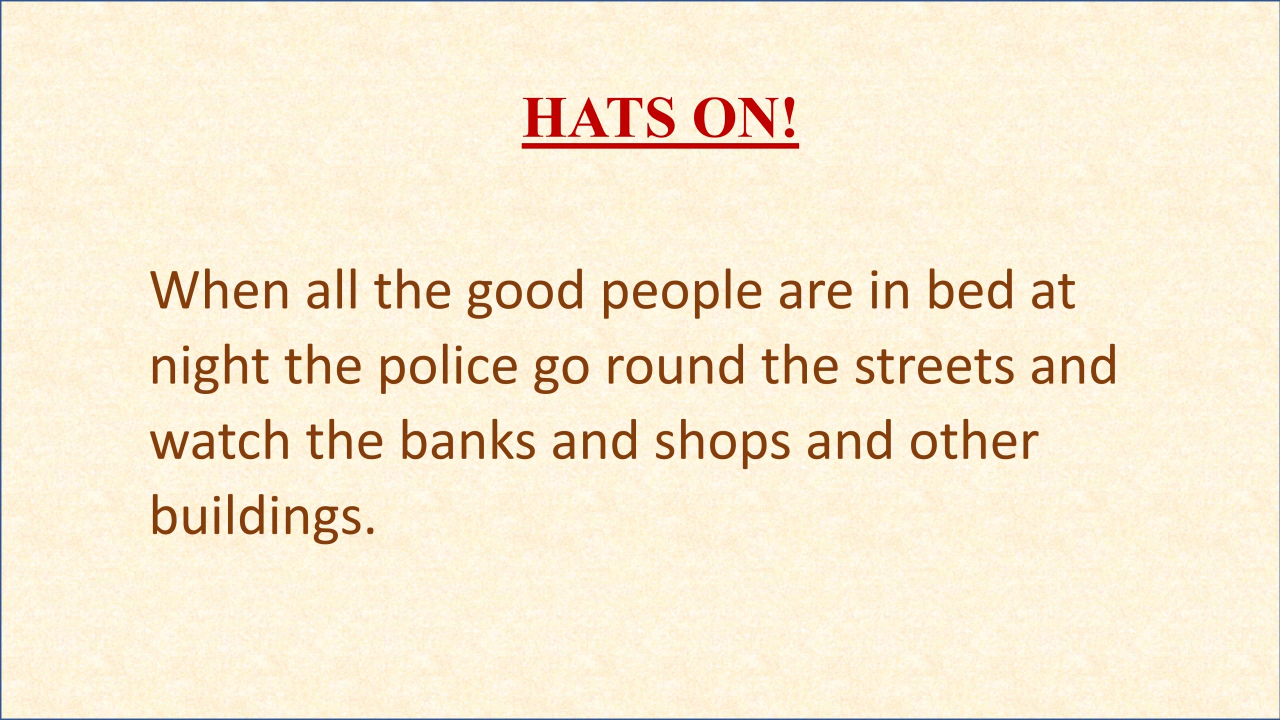 HATS ON!
When all the good people are in bed at
night the police go round the streets and
watch the banks and shops and other
buildings.